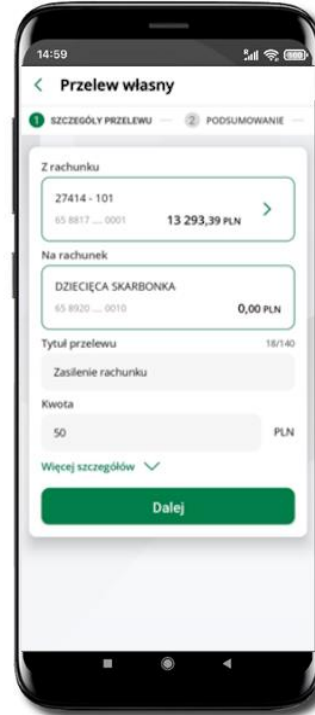 14:59
Przelew własny
1 SZCZEGÓŁY PRZELEWU 2 PODSUMOWANIE
Z rachunku
27414 - 101
65 8817 .... 0001 13 293,39 PLN
Na rachunek
DZIECIĘCA SKARBONKA
65 8920 .... 0010 0,00 PLN
Tytuł przelewu 18/140
Zasilenie rachunku
Kwota
50 PLN
Więcej szczegółów
Dalej